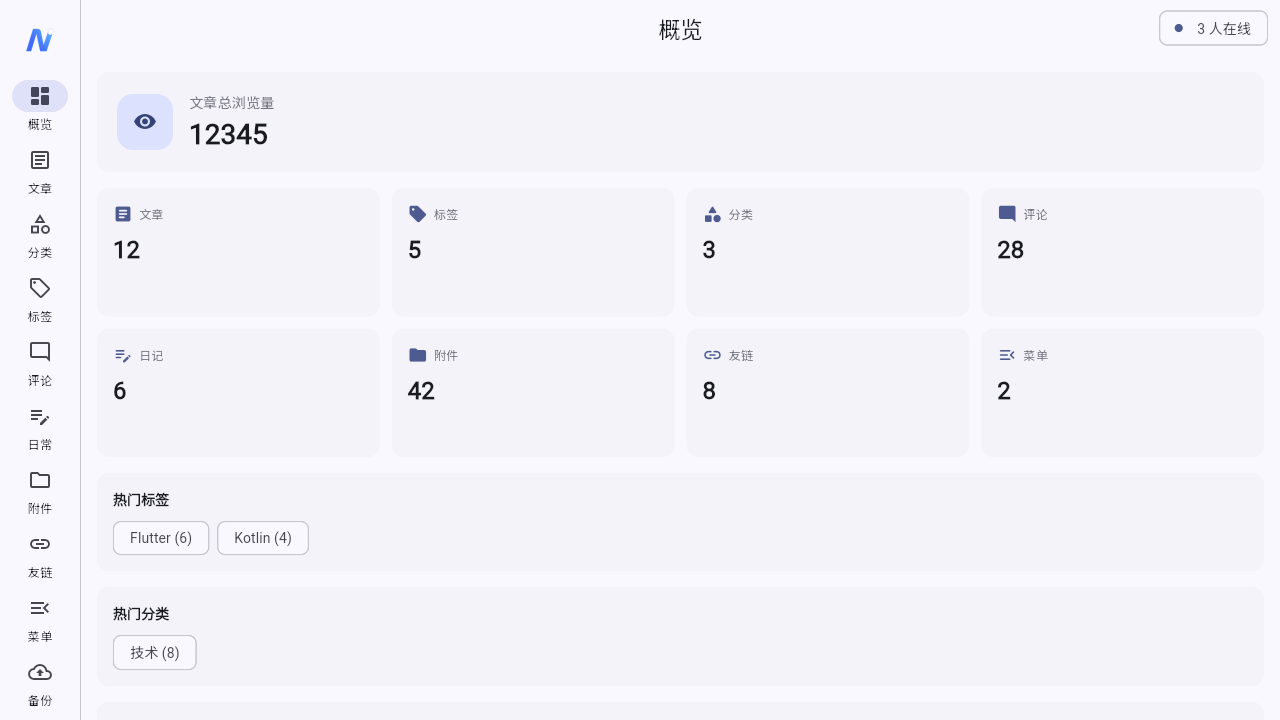 概览
3 人在线
概览
文章
分类
标签
评论
日常
附件
友链
菜单
备份
文章总浏览量
12345
文章
12
标签
5
分类
3
评论
28
日记
6
附件
42
友链
8
菜单
2
热门标签
Flutter (6)
Kotlin (4)
热门分类
技术 (8)